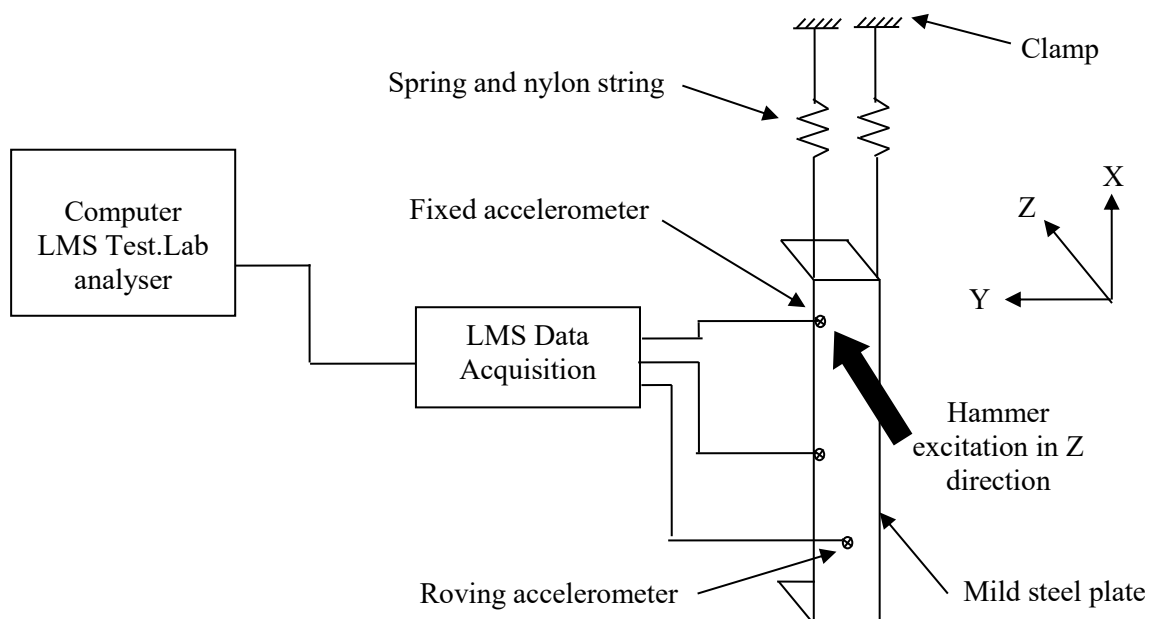 Clamp
Spring and nylon string
X
Z
Computer
LMS Test.Lab
analyser
Fixed accelerometer
Y
LMS Data
Acquisition
Hammer
excitation in Z
direction
Roving accelerometer
Mild steel plate